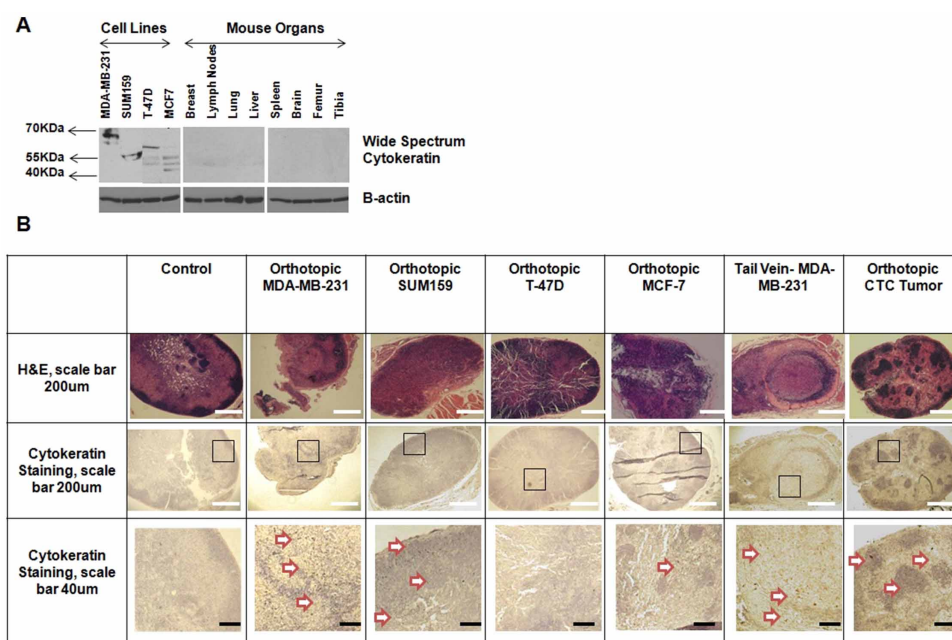 A
Cell Lines
Mouse Organs
MDA-MB-231
SUM159
T-47D
MCF7
Breast
Lymph Nodes
Lung
Liver
Spleen
Brain
Femur
Tibia
70KDa
55KDa
40KDa
Wide Spectrum
Cytokeratin
B-actin
B
Control
Orthotopic
MDA-MB-231
Orthotopic
SUM159
Orthotopic
T-47D
Orthotopic
MCF-7
Tail Vein- MDA-
MB-231
Orthotopic
CTC Tumor
H&E, scale bar
200um
Cytokeratin
Staining, scale
bar 200um
Cytokeratin
Staining, scale
bar 40um